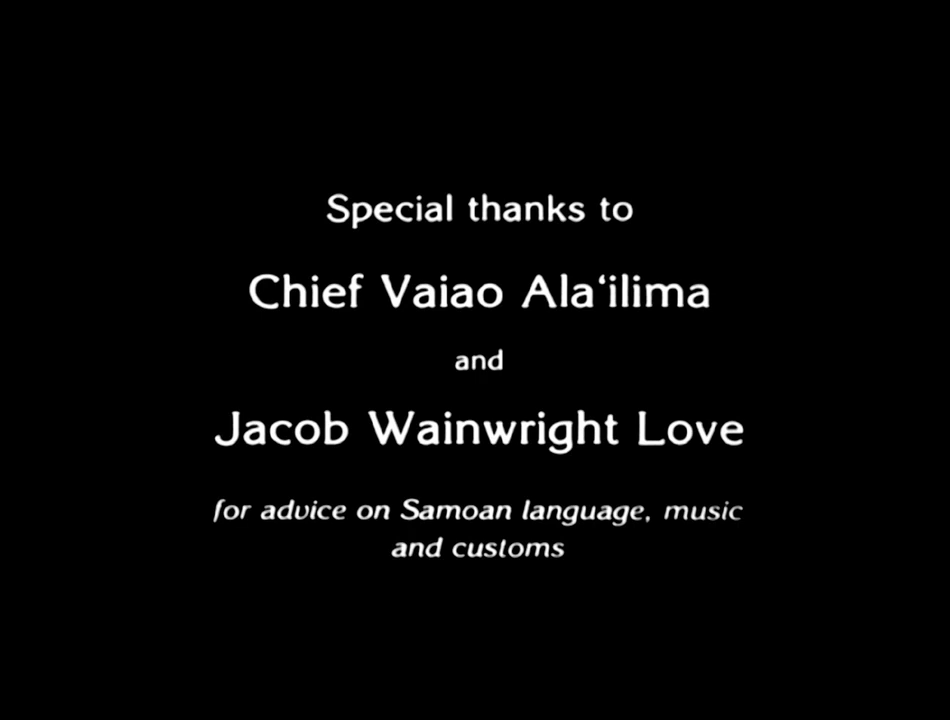 Special thanks to
Chief Vaiao Ala‘ilima
and
Jacob Wainwright Love
for advice on Samoan language, music
and customs